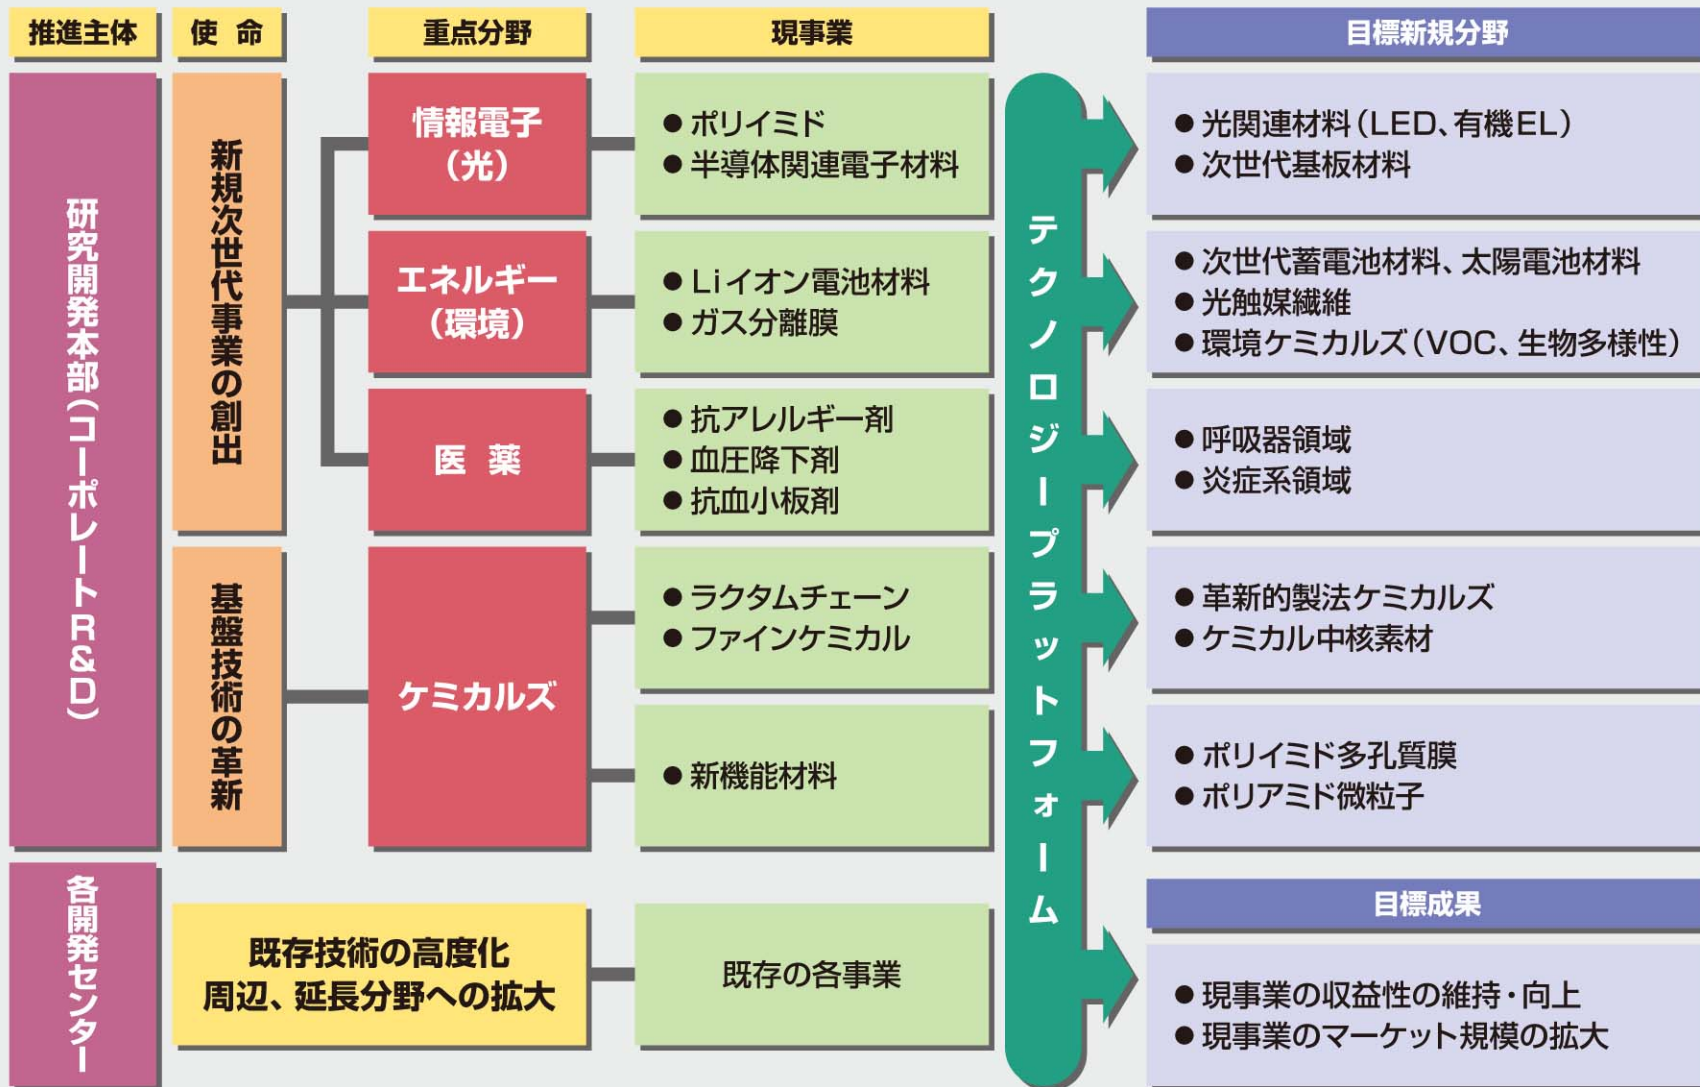 推進主体
使 命
重点分野
現事業
目標新規分野
研究開発本部（コーポレートR&D）
新規次世代事業の創出
情報電子
（光）
● ポリイミド
● 半導体関連電子材料
● 光関連材料（LED、有機EL）
● 次世代基板材料
エネルギー
（環境）
● Liイオン電池材料
● ガス分離膜
● 次世代蓄電池材料、太陽電池材料
● 光触媒繊維
● 環境ケミカルズ（VOC、生物多様性）
医 薬
● 抗アレルギー剤
● 血圧降下剤
● 抗血小板剤
● 呼吸器領域
● 炎症系領域
基盤技術の革新
ケミカルズ
● ラクタムチェーン
● ファインケミカル
● 革新的製法ケミカルズ
● ケミカル中核素材
● 新機能材料
● ポリイミド多孔質膜
● ポリアミド微粒子
テクノロジープラットフォーム
各開発センター
既存技術の高度化
周辺、延長分野への拡大
既存の各事業
目標成果
● 現事業の収益性の維持・向上
● 現事業のマーケット規模の拡大